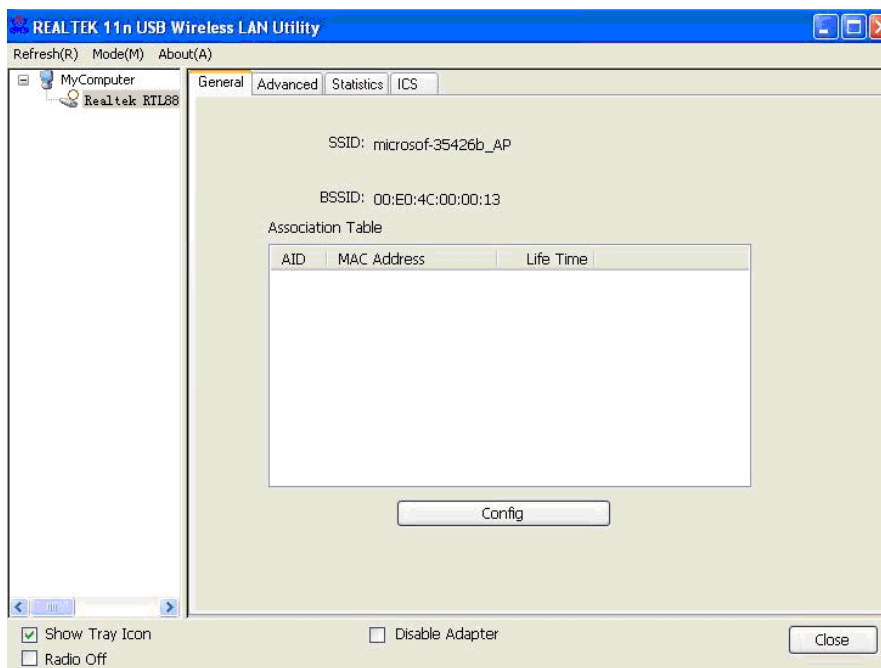 REALTEK 11n USB Wireless LAN Utility
Refresh(R) Mode(M) About(A)
MyComputer
Realtek RTL88
General Advanced Statistics ICS
SSID: microsof-35426b_AP
BSSID: 00:E0:4C:00:00:13
Association Table
AID MAC Address Life Time
Config
Show Tray Icon
Disable Adapter
Close
Radio Off